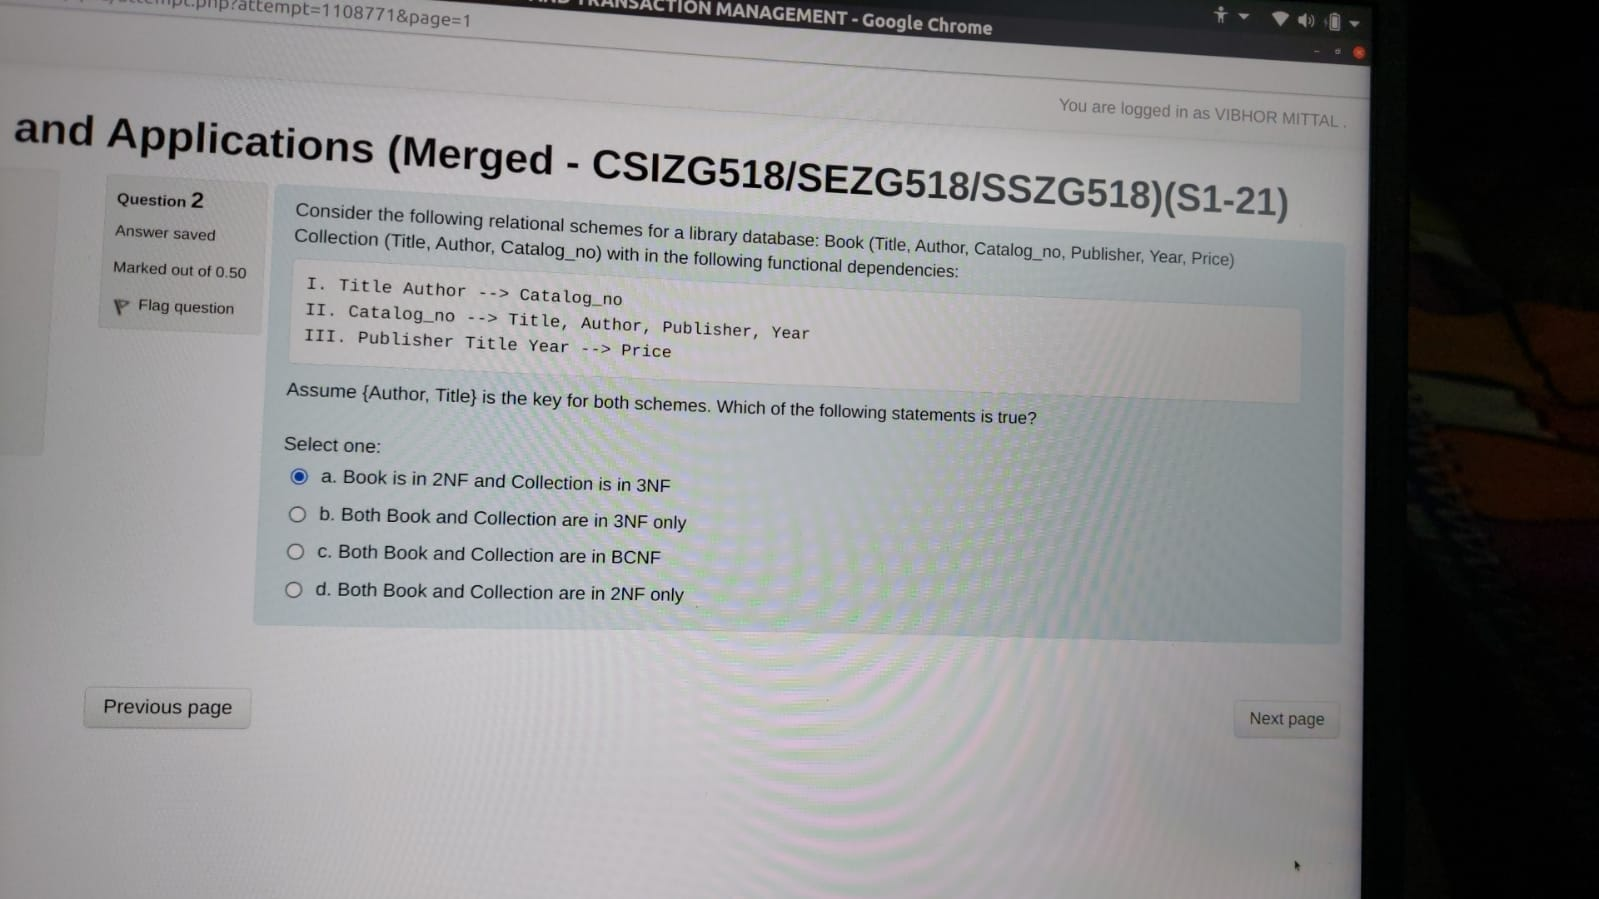 attempt.php?attempt=1108771&page=1
TRANSACTION MANAGEMENT - Google Chrome
You are logged in as VIBHOR MITTAL .
and Applications (Merged - CSIZG518/SEZG518/SSZG518)(S1-21)
Question 2
Answer saved
Marked out of 0.50
Flag question
Consider the following relational schemes for a library database: Book (Title, Author, Catalog_no, Publisher, Year, Price)
Collection (Title, Author, Catalog_no) with in the following functional dependencies:
I. Title Author --> Catalog_no
II. Catalog_no --> Title, Author, Publisher, Year
III. Publisher Title Year --> Price
Assume {Author, Title} is the key for both schemes. Which of the following statements is true?
Select one:
a. Book is in 2NF and Collection is in 3NF
b. Both Book and Collection are in 3NF only
c. Both Book and Collection are in BCNF
d. Both Book and Collection are in 2NF only
Previous page
Next page